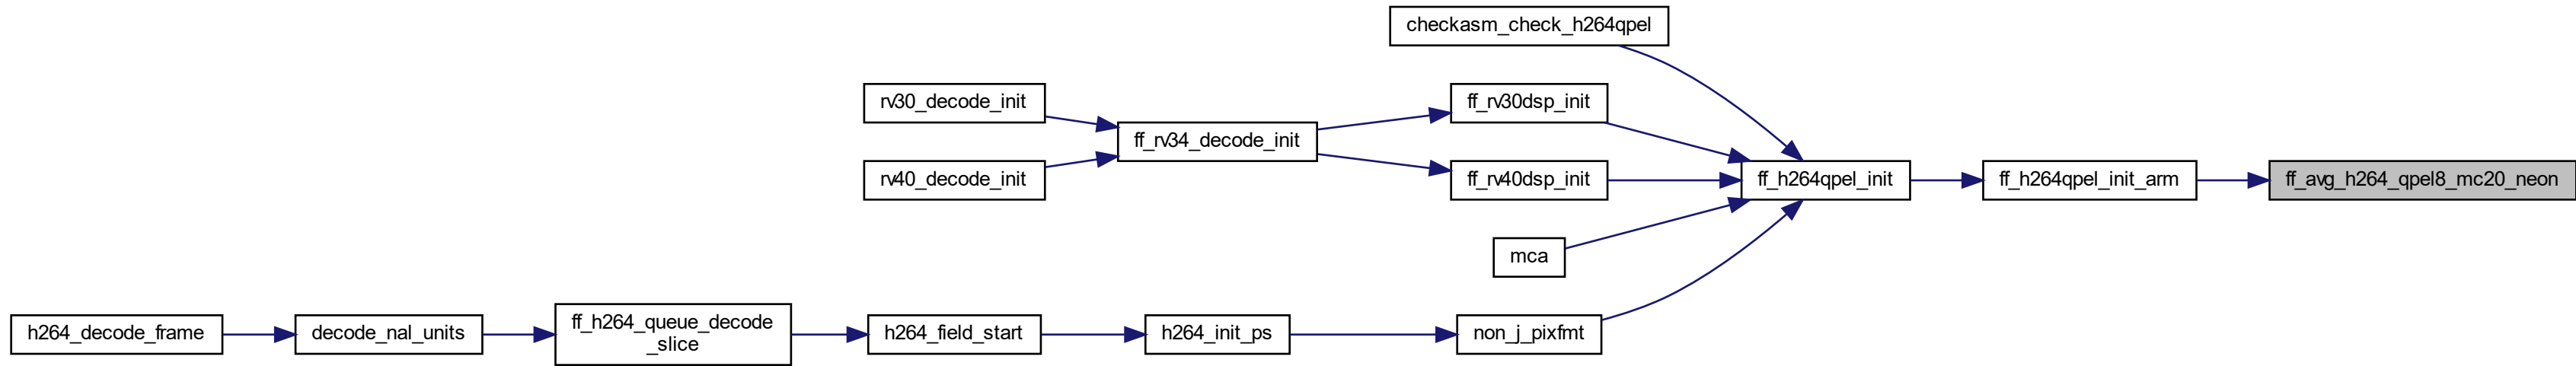 checkasm_check_h264qpel
rv30_decode_init
ff_rv30dsp_init
ff_rv34_decode_init
rv40_decode_init
ff_rv40dsp_init
ff_h264qpel_init
ff_h264qpel_init_arm
ff_avg_h264_qpel8_mc20_neon
mca
h264_decode_frame
decode_nal_units
ff_h264_queue_decode
_slice
h264_field_start
h264_init_ps
non_j_pixfmt